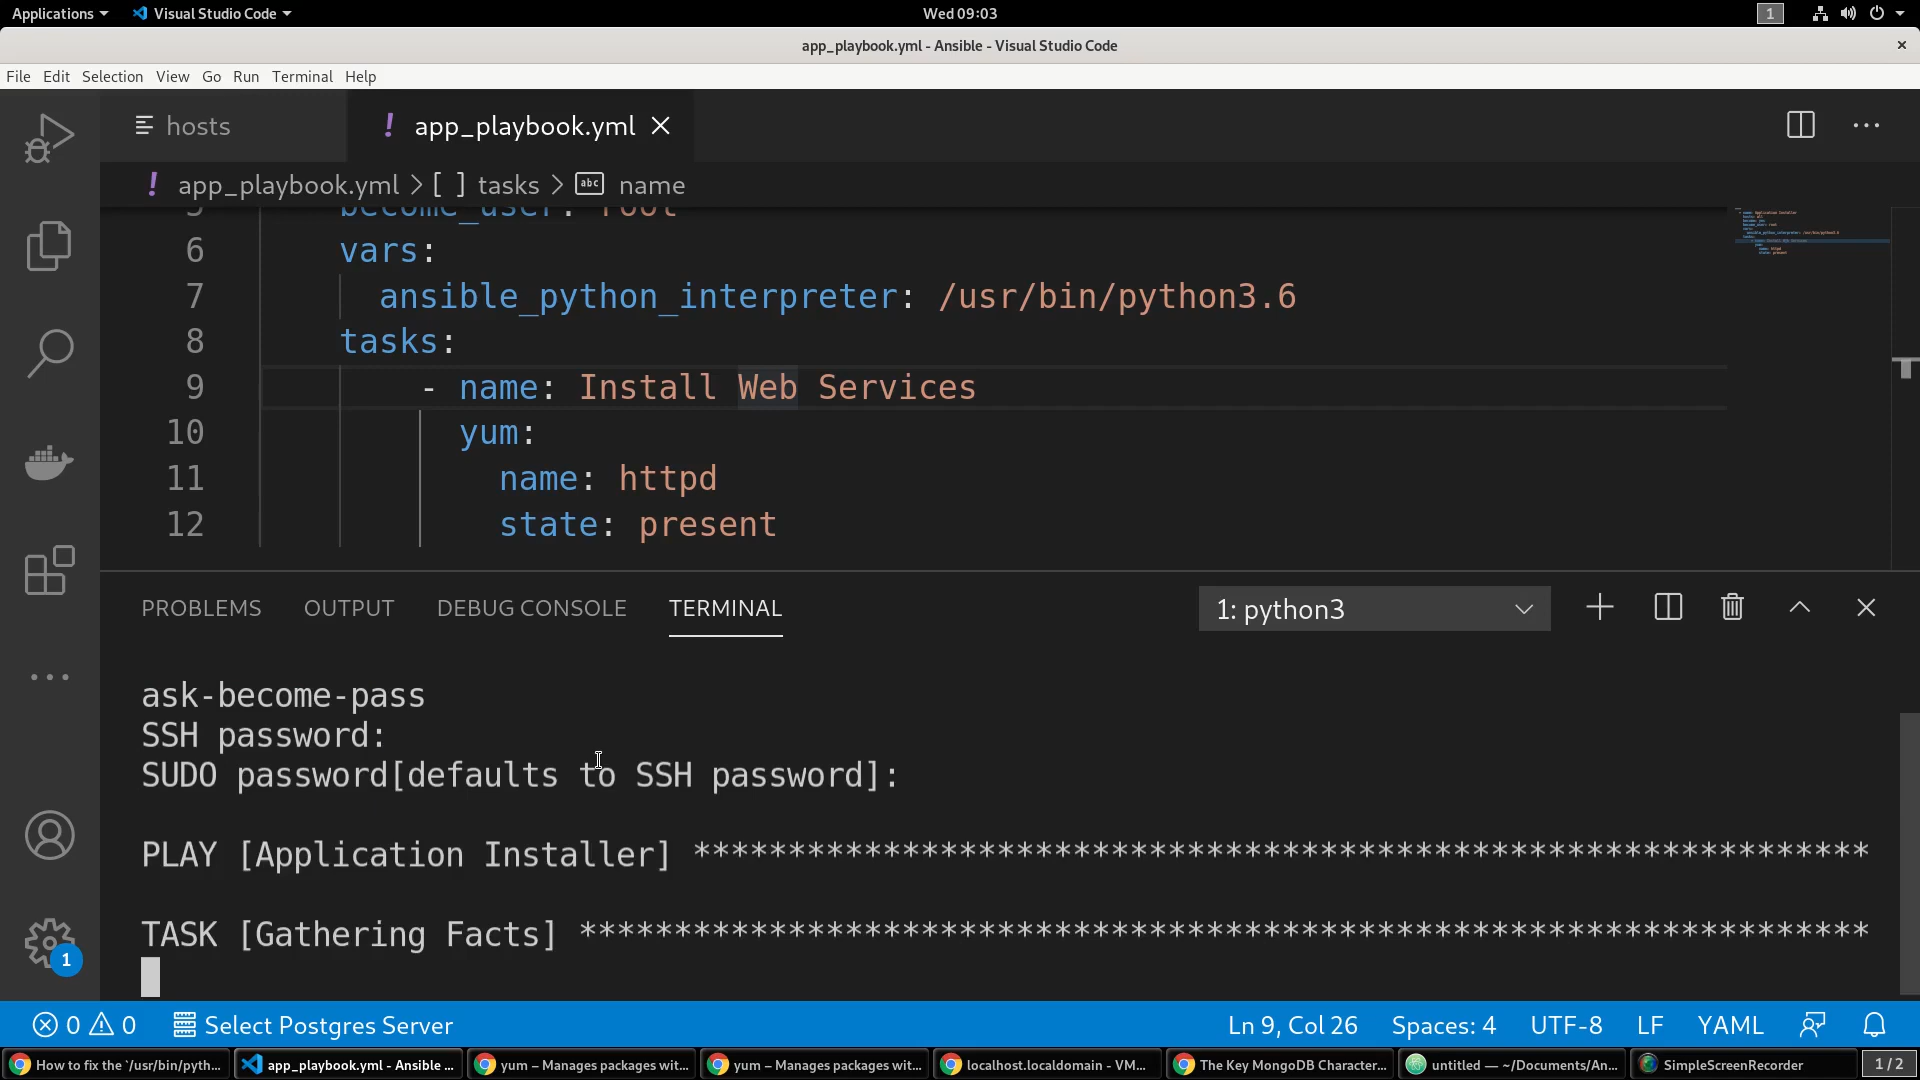 Applications Visual Studio Code Wed 09:03 1
app_playbook.yml - Ansible - Visual Studio Code
File Edit Selection View Go Run Terminal Help
hosts app_playbook.yml
app_playbook.yml > [ ] tasks > abc name
5 become_user: root
6 vars:
7 ansible_python_interpreter: /usr/bin/python3.6
8 tasks:
9 - name: Install Web Services
10 yum:
11 name: httpd
12 state: present
PROBLEMS OUTPUT DEBUG CONSOLE TERMINAL 1: python3
ask-become-pass
SSH password:
SUDO password[defaults to SSH password]:
PLAY [Application Installer] **************************************************************
TASK [Gathering Facts] ********************************************************************
1
0 0 Select Postgres Server Ln 9, Col 26 Spaces: 4 UTF-8 LF YAML
How to fix the `/usr/bin/pyth... app_playbook.yml - Ansible ... yum – Manages packages wit... yum – Manages packages wit... localhost.localdomain - VM... The Key MongoDB Character... untitled — ~/Documents/An... SimpleScreenRecorder 1 / 2